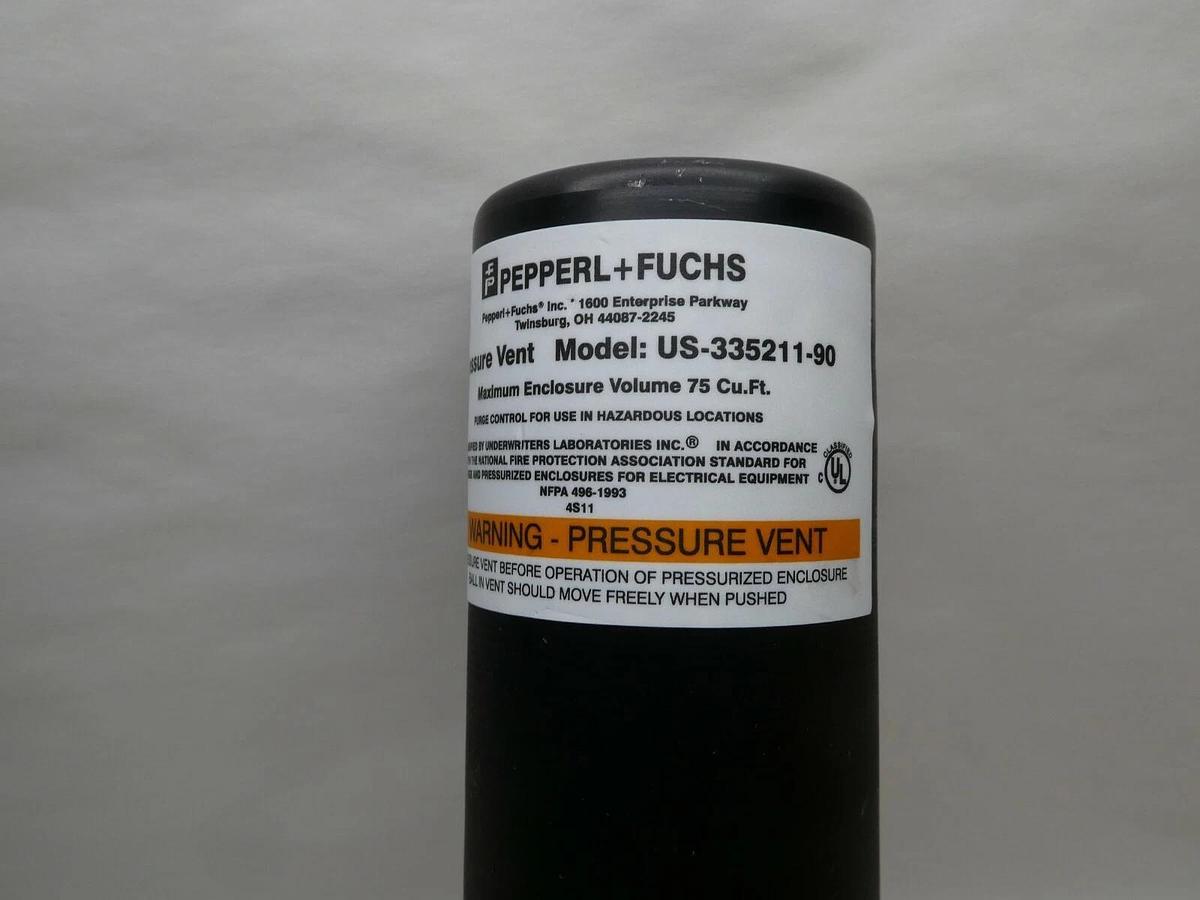 PEPPERL+FUCHS
Pepperl+Fuchs® Inc. * 1600 Enterprise Parkway
Twinsburg, OH 44087-2245
Vent Model: US-335211-90
Maximum Enclosure Volume 75 Cu.Ft.
PURGE CONTROL FOR USE IN HAZARDOUS LOCATIONS
BY UNDERWRITERS LABORATORIES INC.® IN ACCORDANCE
THE NATIONAL FIRE PROTECTION ASSOCIATION STANDARD FOR
AND PRESSURIZED ENCLOSURES FOR ELECTRICAL EQUIPMENT
CLASSIFIED
C UL
NFPA 496-1993
4S11
WARNING - PRESSURE VENT
VENT BEFORE OPERATION OF PRESSURIZED ENCLOSURE
BALL IN VENT SHOULD MOVE FREELY WHEN PUSHED